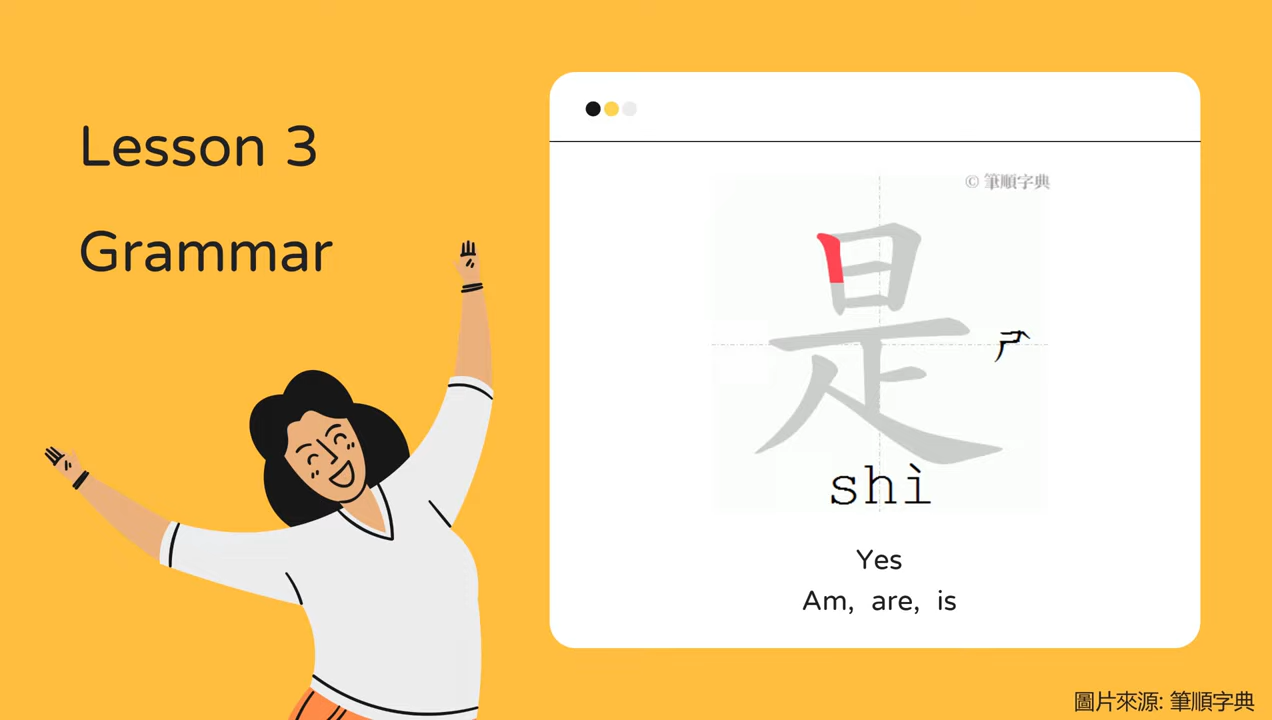 Lesson 3
Grammar
© 筆順字典
是
ㄕˋ
shì
Yes
Am, are, is
圖片來源: 筆順字典